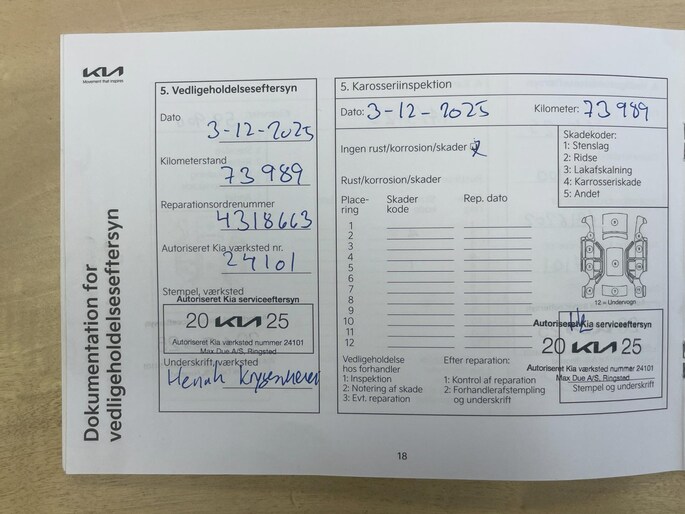 KIA
Movement that inspires
Dokumentation for
vedligeholdelseseftersyn
5. Vedligeholdelseseftersyn
Dato
3-12-2025
Kilometerstand
73989
Reparationsordrenummer
4318663
Autoriseret Kia værksted nr.
24101
Stempel, værksted
Autoriseret Kia serviceeftersyn
20 KIA 25
Autoriseret Kia værksted nummer 24101
Max Due A/S, Ringsted
Underskrift, værksted
5. Karosseriinspektion
Dato: 3-12-2025
Kilometer: 73989
Ingen rust/korrosion/skader
Rust/korrosion/skader
Skadekoder:
1: Stenslag
2: Ridse
3: Lakafskalning
4: Karrosseriskade
5: Andet
Place-
ring
Skader
kode
Rep. dato
1
2
3
4
5
6
7
8
9
10
11
12
12 = Undervogn
Vedligeholdelse
hos forhandler
1: Inspektion
2: Notering af skade
3: Evt. reparation
Efter reparation:
1: Kontrol af reparation
2: Forhandlerafstempling
og underskrift
Autoriseret Kia serviceeftersyn
20 KIA 25
Autoriseret Kia værksted nummer 24101
Max Due A/S, Ringsted
Stempel og underskrift
18